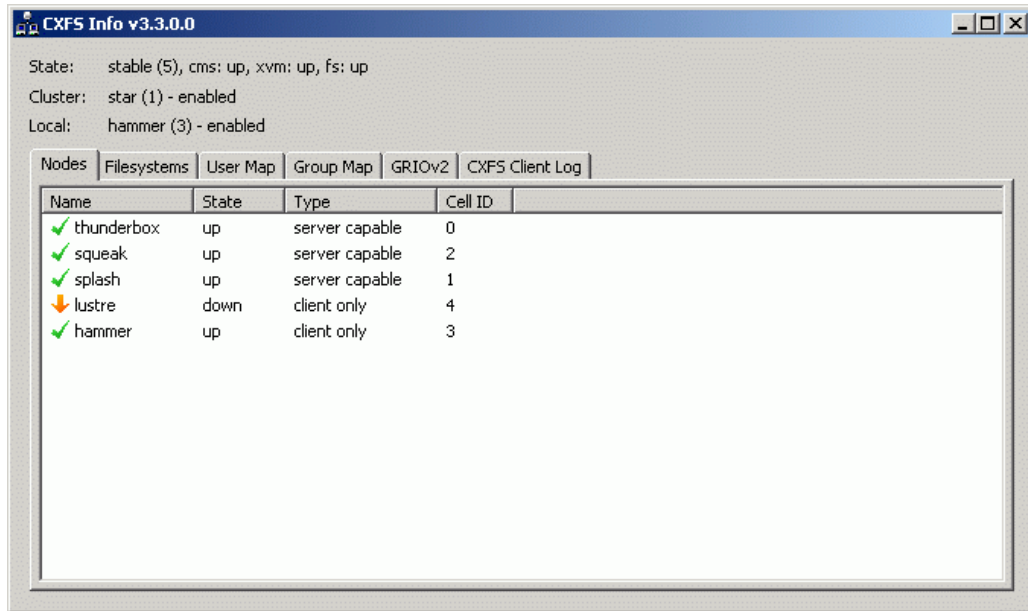 CXFS Info v3.3.0.0
State: stable (5), cms: up, xvm: up, fs: up
Cluster: star (1) - enabled
Local: hammer (3) - enabled
Nodes Filesystems User Map Group Map GRIOv2 CXFS Client Log
Name State Type Cell ID
thunderbox up server capable 0
squeak up server capable 2
splash up server capable 1
lustre down client only 4
hammer up client only 3